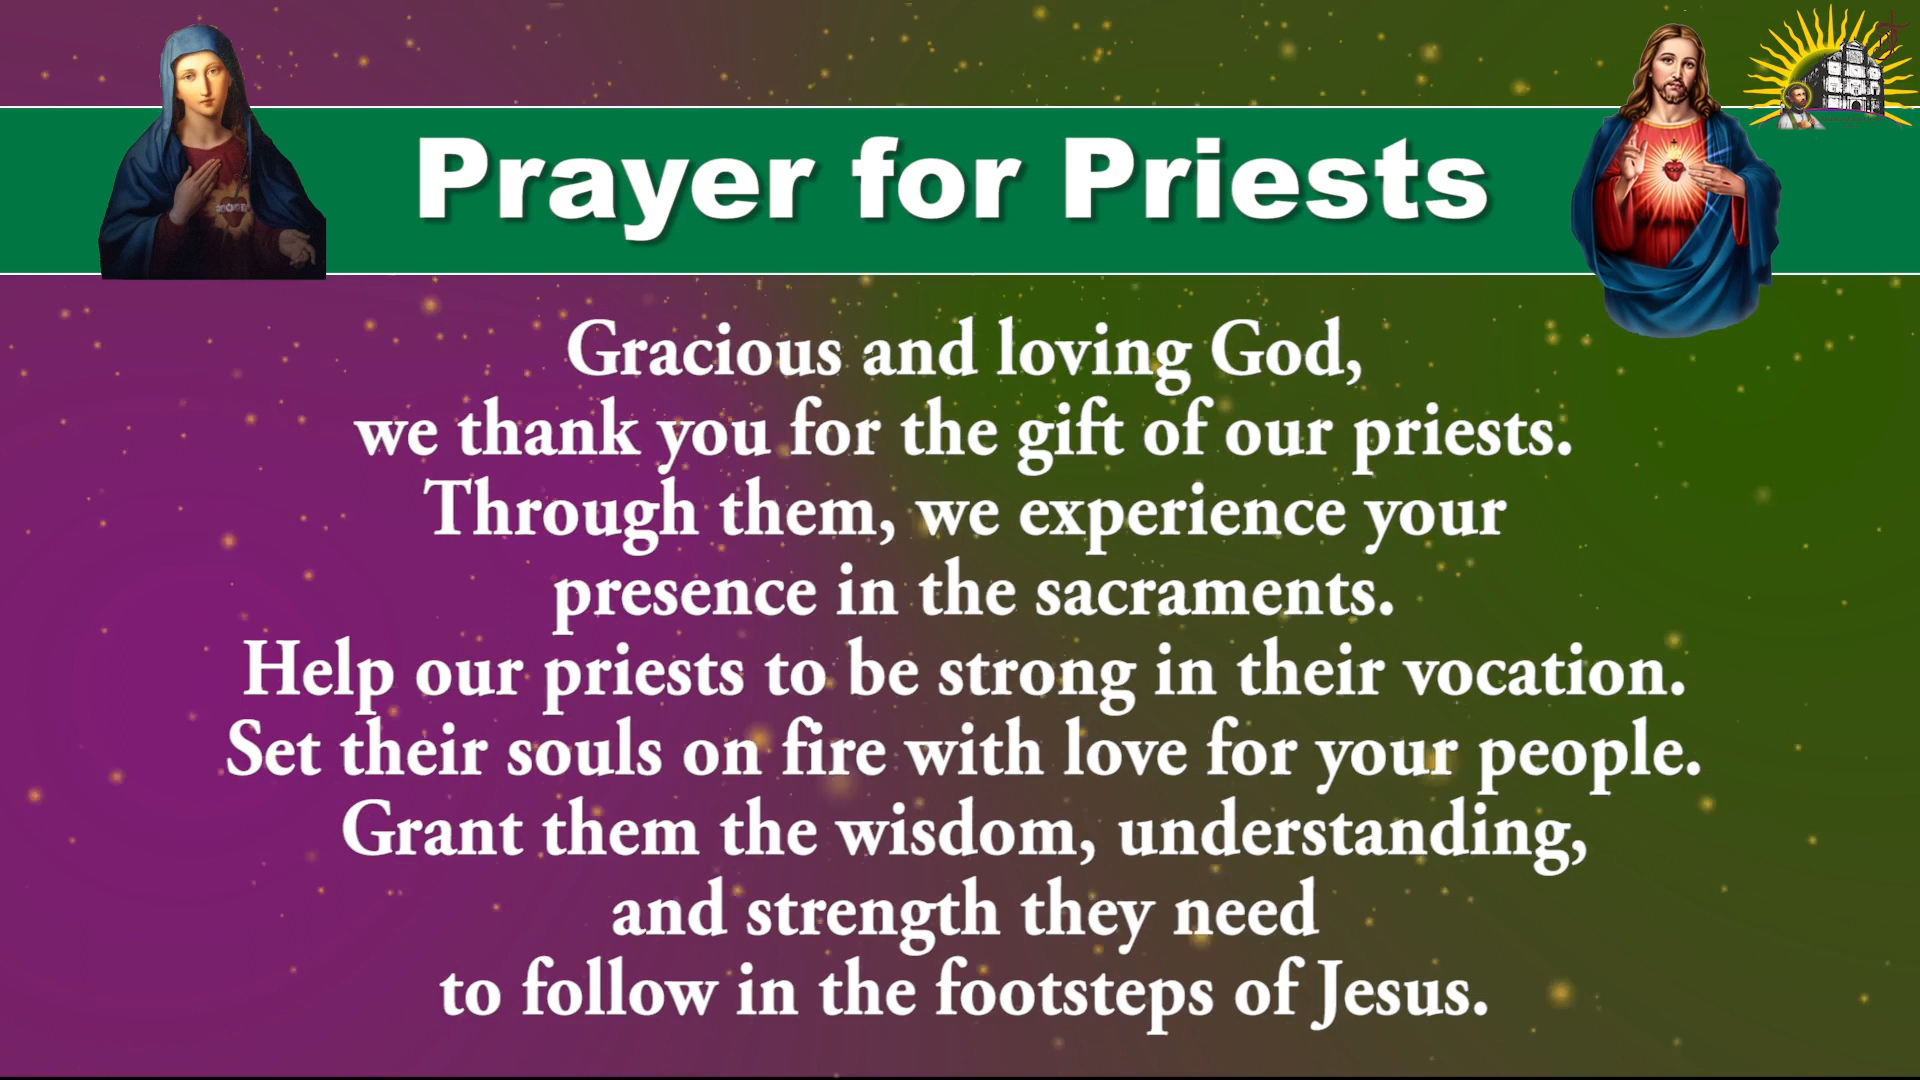 Prayer for Priests
Gracious and loving God,
we thank you for the gift of our priests.
Through them, we experience your
presence in the sacraments.
Help our priests to be strong in their vocation.
Set their souls on fire with love for your people.
Grant them the wisdom, understanding,
and strength they need
to follow in the footsteps of Jesus.